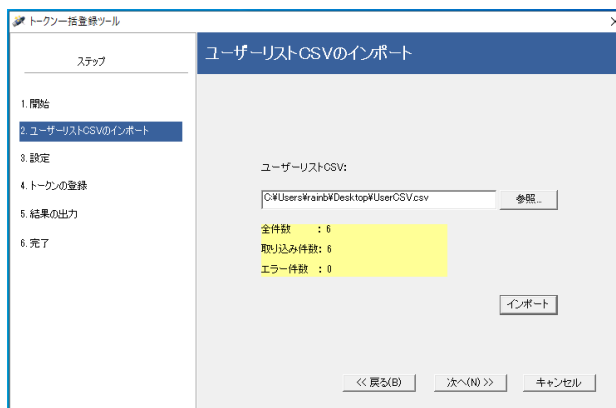 トークン一括登録ツール
ステップ
1. 開始
2. ユーザーリストCSVのインポート
3. 設定
4. トークンの登録
5. 結果の出力
6. 完了
ユーザーリストCSVのインポート
ユーザーリストCSV:
C:¥Users¥rainb¥Desktop¥UserCSV.csv
参照...
全件数 : 6
取り込み件数: 6
エラー件数 : 0
インポート
<< 戻る(B)
次へ(N) >>
キャンセル